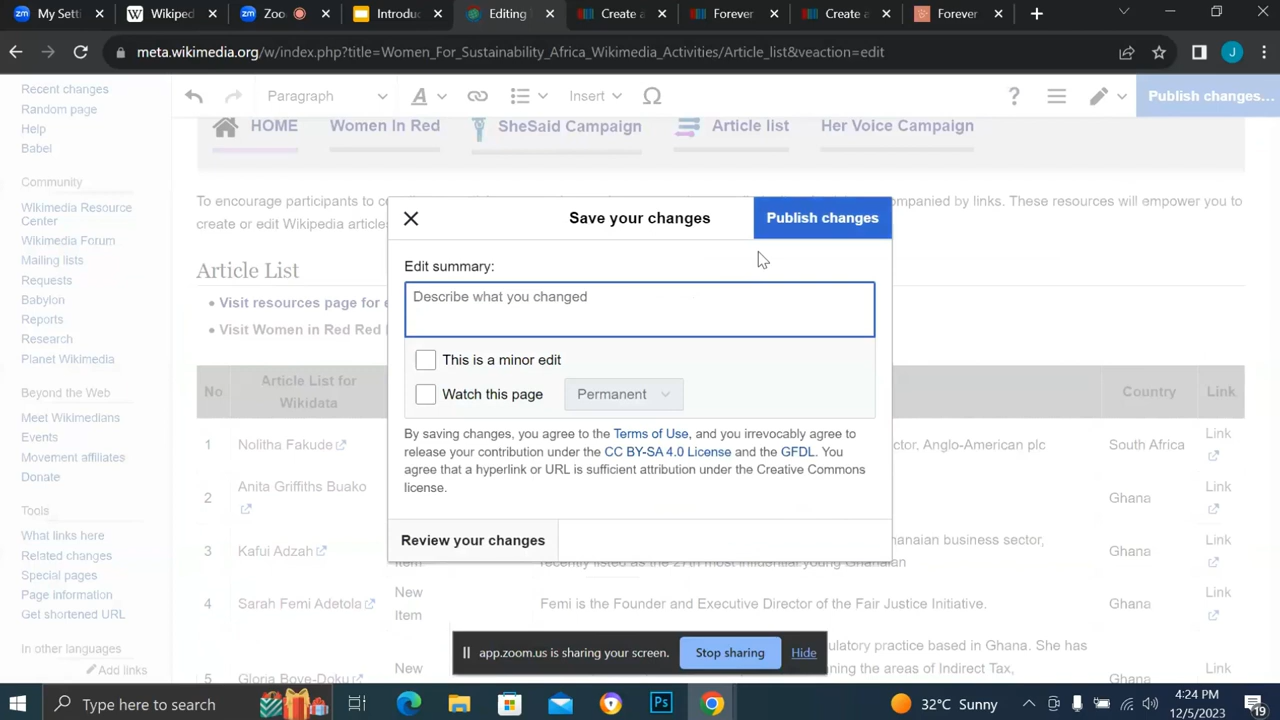 My Setti
Wikiped
Zoo
Introduc
Editing
Create a
Forever
Create a
Forever
meta.wikimedia.org/w/index.php?title=Women_For_Sustainability_Africa_Wikimedia_Activities/Article_list&veaction=edit
J
Recent changes
Random page
Help
Babel
Community
Wikimedia Resource
Center
Wikimedia Forum
Mailing lists
Requests
Babylon
Reports
Research
Planet Wikimedia
Beyond the Web
Meet Wikimedians
Events
Movement affiliates
Donate
Tools
What links here
Related changes
Special pages
Page information
Get shortened URL
In other languages
Add links
Paragraph
A
Insert
Ω
?
Publish changes...
HOME
Women In Red
SheSaid Campaign
Article list
Her Voice Campaign
To encourage participants to
companied by links. These resources will empower you to
create or edit Wikipedia article
Article List
Visit resources page for e
Visit Women in Red Red
No
Article List for
Wikidata
Country
Link
1
Nolitha Fakude
ctor, Anglo-American plc
South Africa
Link
2
Anita Griffiths Buako
Ghana
Link
3
Kafui Adzah
Item
hanaian business sector,
recently listed as the 27th most influential young Ghanaian
Ghana
Link
4
Sarah Femi Adetola
New
Item
Femi is the Founder and Executive Director of the Fair Justice Initiative.
Ghana
Link
5
Gloria Boye-Doku
New
ulatory practice based in Ghana. She has
ning the areas of Indirect Tax,
Ghana
Link
Save your changes
Publish changes
Edit summary:
Describe what you changed
This is a minor edit
Watch this page
Permanent
By saving changes, you agree to the Terms of Use, and you irrevocably agree to
release your contribution under the CC BY-SA 4.0 License and the GFDL. You
agree that a hyperlink or URL is sufficient attribution under the Creative Commons
license.
Review your changes
app.zoom.us is sharing your screen.
Stop sharing
Hide
Type here to search
Ps
32°C Sunny
4:24 PM
12/5/2023
19